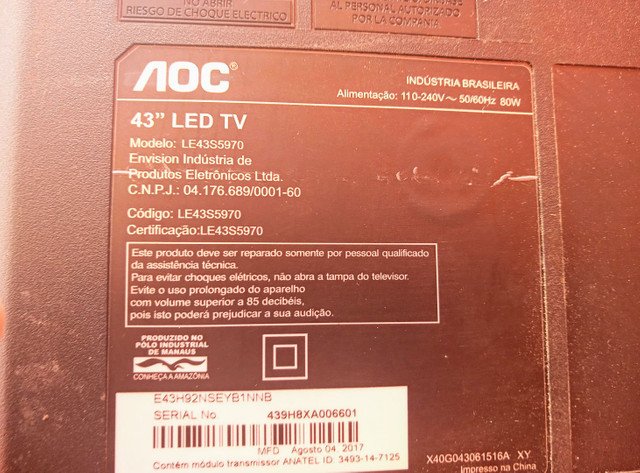 NO ABRIR
RIESGO DE CHOQUE ELECTRICO
AL PERSONAL AUTORIZADO
POR LA COMPANIA
AOC®
INDÚSTRIA BRASILEIRA
Alimentação: 110-240V～ 50/60Hz 80W
43” LED TV
Modelo: LE43S5970
Envision Indústria de
Produtos Eletrônicos Ltda.
C.N.P.J.: 04.176.689/0001-60
Código: LE43S5970
Certificação:LE43S5970
Este produto deve ser reparado somente por pessoal qualificado
da assistência técnica.
Para evitar choques elétricos, não abra a tampa do televisor.
Evite o uso prolongado do aparelho
com volume superior a 85 decibéis,
pois isto poderá prejudicar a sua audição.
PRODUZIDO NO
PÓLO INDUSTRIAL
DE MANAUS
CONHEÇA A AMAZÔNIA
E43H92NSEYB1NNB
SERIAL No 439H8XA006601
MFD Agosto 04, 2017
Contém módulo transmissor ANATEL ID: 3493-14-7125
X40G043061516A XY
Impresso na China